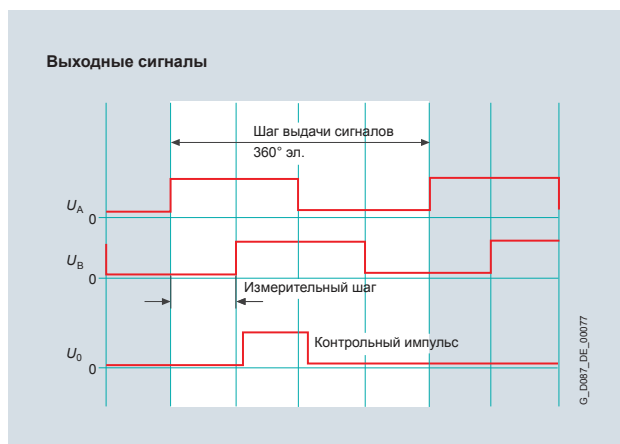 Выходные сигналы
Шаг выдачи сигналов
360° эл.
UA
0
UB
0
Измерительный шаг
U0
0
Контрольный импульс
G_D087_DE_00077